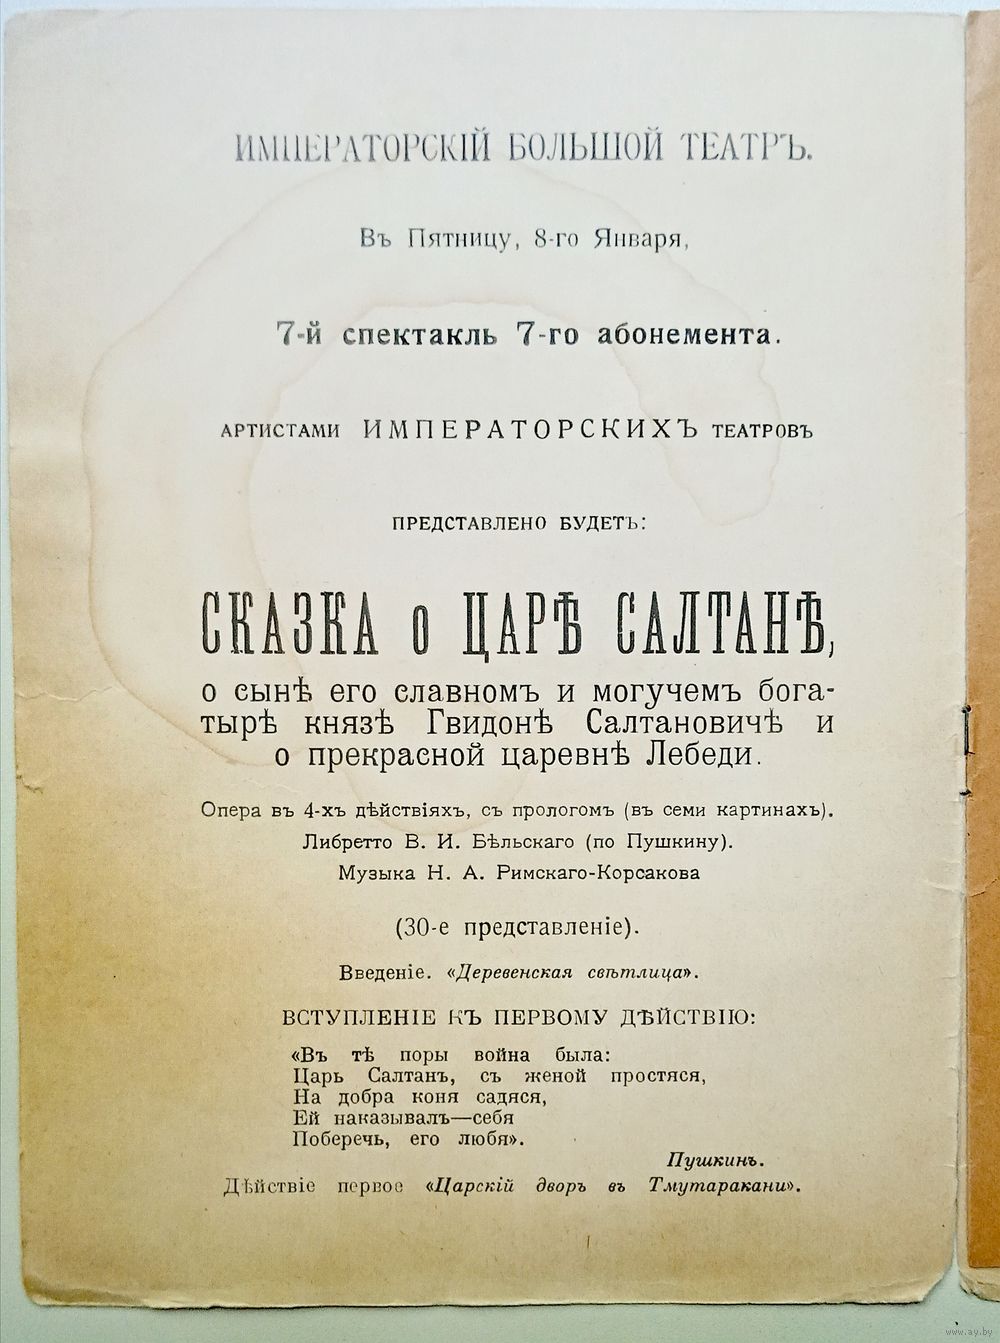 ИМПЕРАТОРСКІЙ БОЛЬШОЙ ТЕАТРЪ.
Въ Пятницу, 8-го Января,
7-й спектакль 7-го абонемента.
АРТИСТАМИ ИМПЕРАТОРСКИХЪ ТЕАТРОВЪ
ПРЕДСТАВЛЕНО БУДЕТЪ:
СКАЗКА о ЦАРѢ САЛТАНѢ,
о сынѣ его славномъ и могучемъ бога-
тырѣ князѣ Гвидонѣ Салтановичѣ и
о прекрасной царевнѣ Лебеди.
Опера въ 4-хъ дѣйствіяхъ, съ прологомъ (въ семи картинахъ).
Либретто В. И. Бѣльскаго (по Пушкину).
Музыка Н. А. Римскаго-Корсакова
(30-е представленіе).
Введеніе. «Деревенская свѣтлица».
ВСТУПЛЕНІЕ КЪ ПЕРВОМУ ДѢЙСТВІЮ:
«Въ тѣ поры война была:
Царь Салтанъ, съ женой простяся,
На добра коня садяся,
Ей наказывалъ—себя
Поберечь, его любя».
Пушкинъ.
Дѣйствіе первое «Царскій дворъ въ Тмутаракани».
www.ay.by